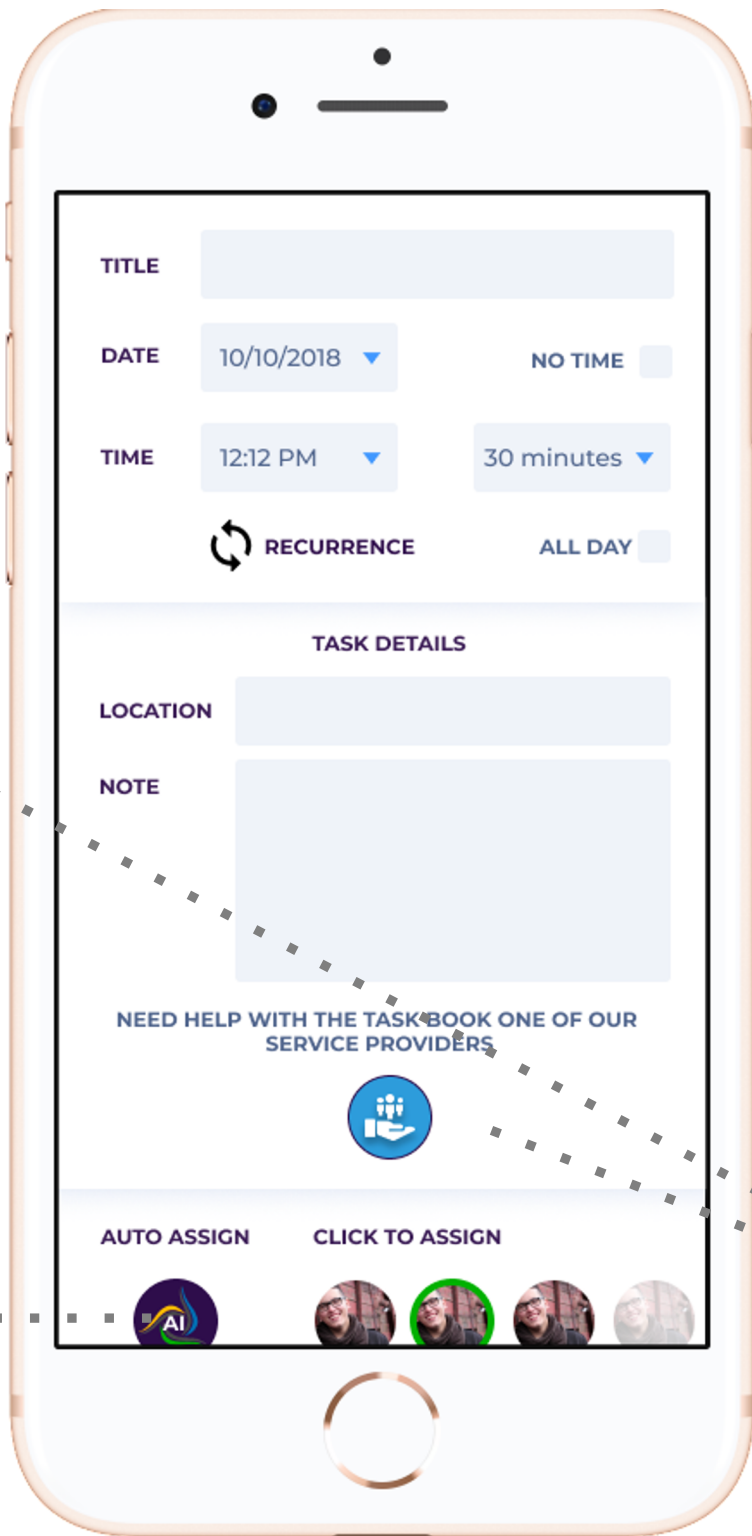 TITLE
DATE 10/10/2018 NO TIME
TIME 12:12 PM 30 minutes
RECURRENCE ALL DAY
TASK DETAILS
LOCATION
NOTE
NEED HELP WITH THE TASK BOOK ONE OF OUR
SERVICE PROVIDERS
AUTO ASSIGN CLICK TO ASSIGN
AI